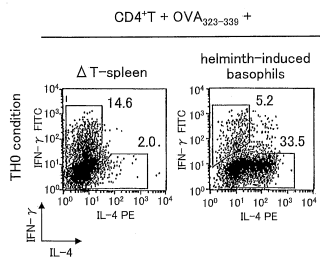 CD4⁺T + OVA₃₂₃₋₃₃₉ +
Δ T-spleen
helminth-induced
basophils
TH0 condition
IFN-γ FITC
10⁴
10³
10²
10¹
10⁰
14.6
2.0.
10⁰ 10¹ 10² 10³ 10⁴
IL-4 PE
IFN-γ FITC
10⁴
10³
10²
10¹
10⁰
5.2
33.5
10⁰ 10¹ 10² 10³ 10⁴
IL-4 PE
IFN-γ
IL-4